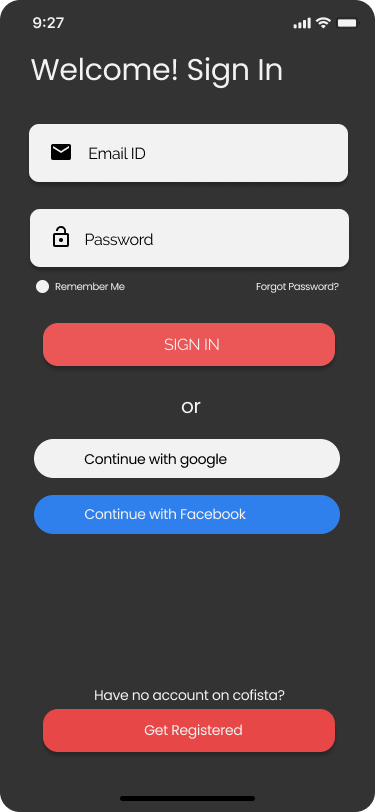 9:27
Welcome! Sign In
Email ID
Password
Remember Me Forgot Password?
SIGN IN
or
Continue with google
Continue with Facebook
Have no account on cofista?
Get Registered